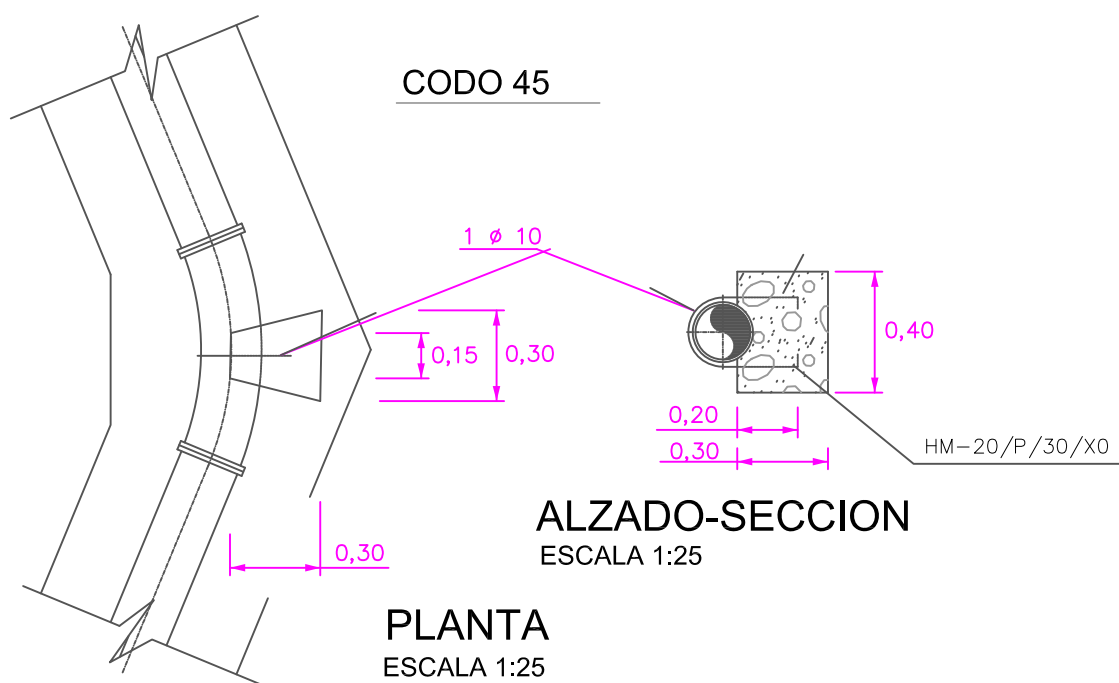 CODO 45
1 ø 10
0,15
0,30
0,40
0,20
0,30
HM-20/P/30/X0
ALZADO-SECCION
ESCALA 1:25
0,30
PLANTA
ESCALA 1:25